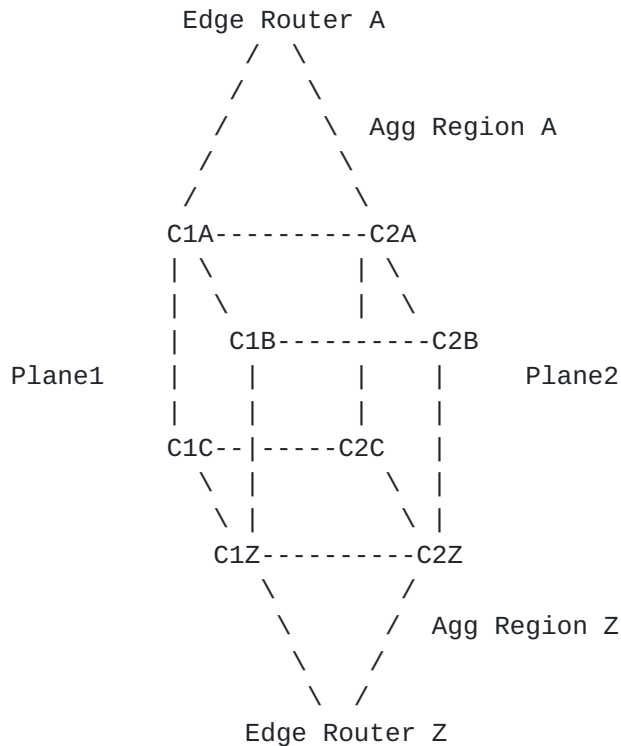 Edge Router A
Agg Region A
C1A----------C2A
C1B----------C2B
Plane1 Plane2
C1C--|-----C2C
C1Z----------C2Z
Agg Region Z
Edge Router Z